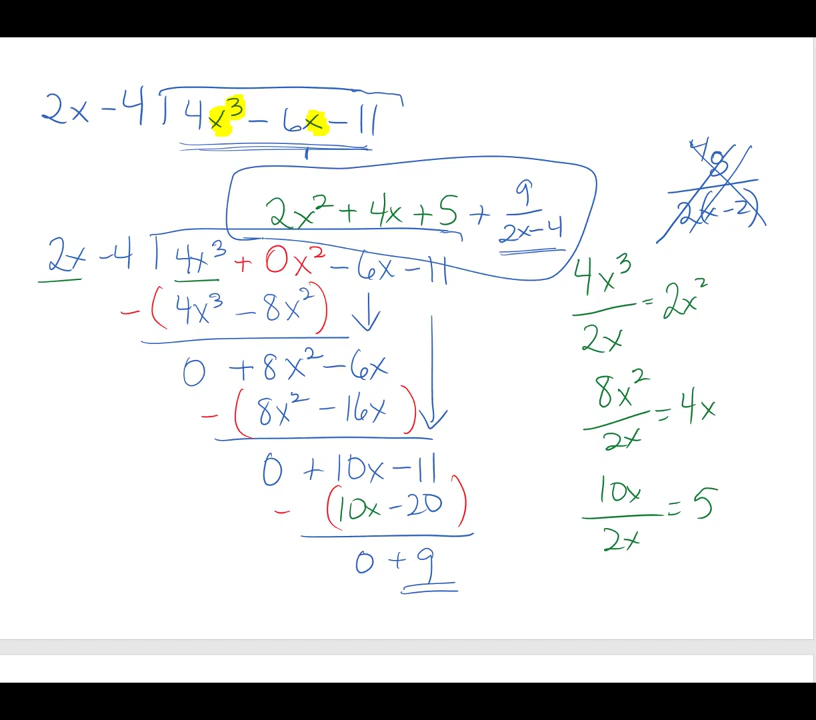 2x - 4 ) 4x³ - 6x - 11
2x² + 4x + 5 + 9/(2x-4)
2x - 4 ) 4x³ + 0x² - 6x - 11
- (4x³ - 8x²)
0 + 8x² - 6x
- (8x² - 16x)
0 + 10x - 11
- (10x - 20)
0 + 9
4x³/2x = 2x²
8x²/2x = 4x
10x/2x = 5